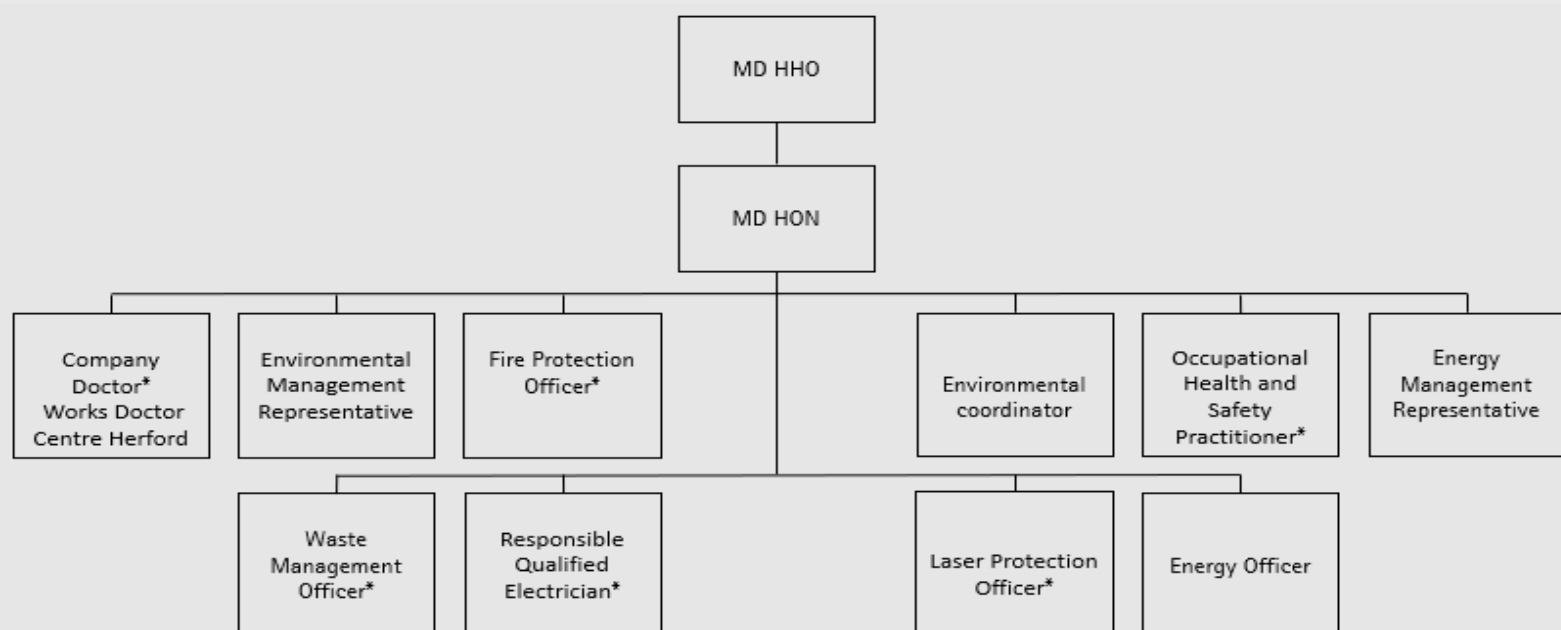 MD HHO
MD HON
Company
Doctor*
Works Doctor
Centre Herford
Environmental
Management
Representative
Fire Protection
Officer*
Environmental
coordinator
Occupational
Health and
Safety
Practitioner*
Energy
Management
Representative
Waste
Management
Officer*
Responsible
Qualified
Electrician*
Laser Protection
Officer*
Energy Officer